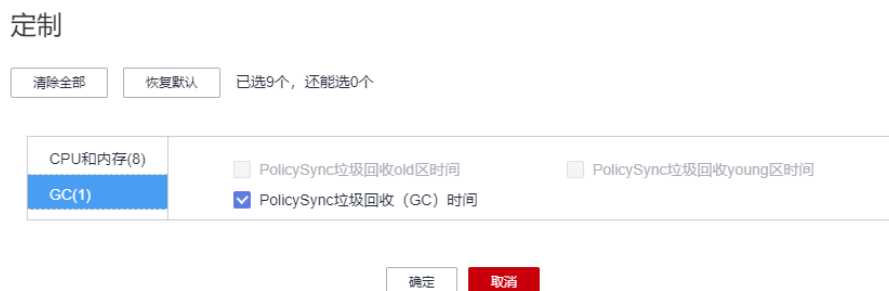 定制
清除全部 恢复默认 已选9个，还能选0个
CPU和内存(8)
PolicySync垃圾回收old区时间 PolicySync垃圾回收young区时间
GC(1)
PolicySync垃圾回收（GC）时间
确定 取消